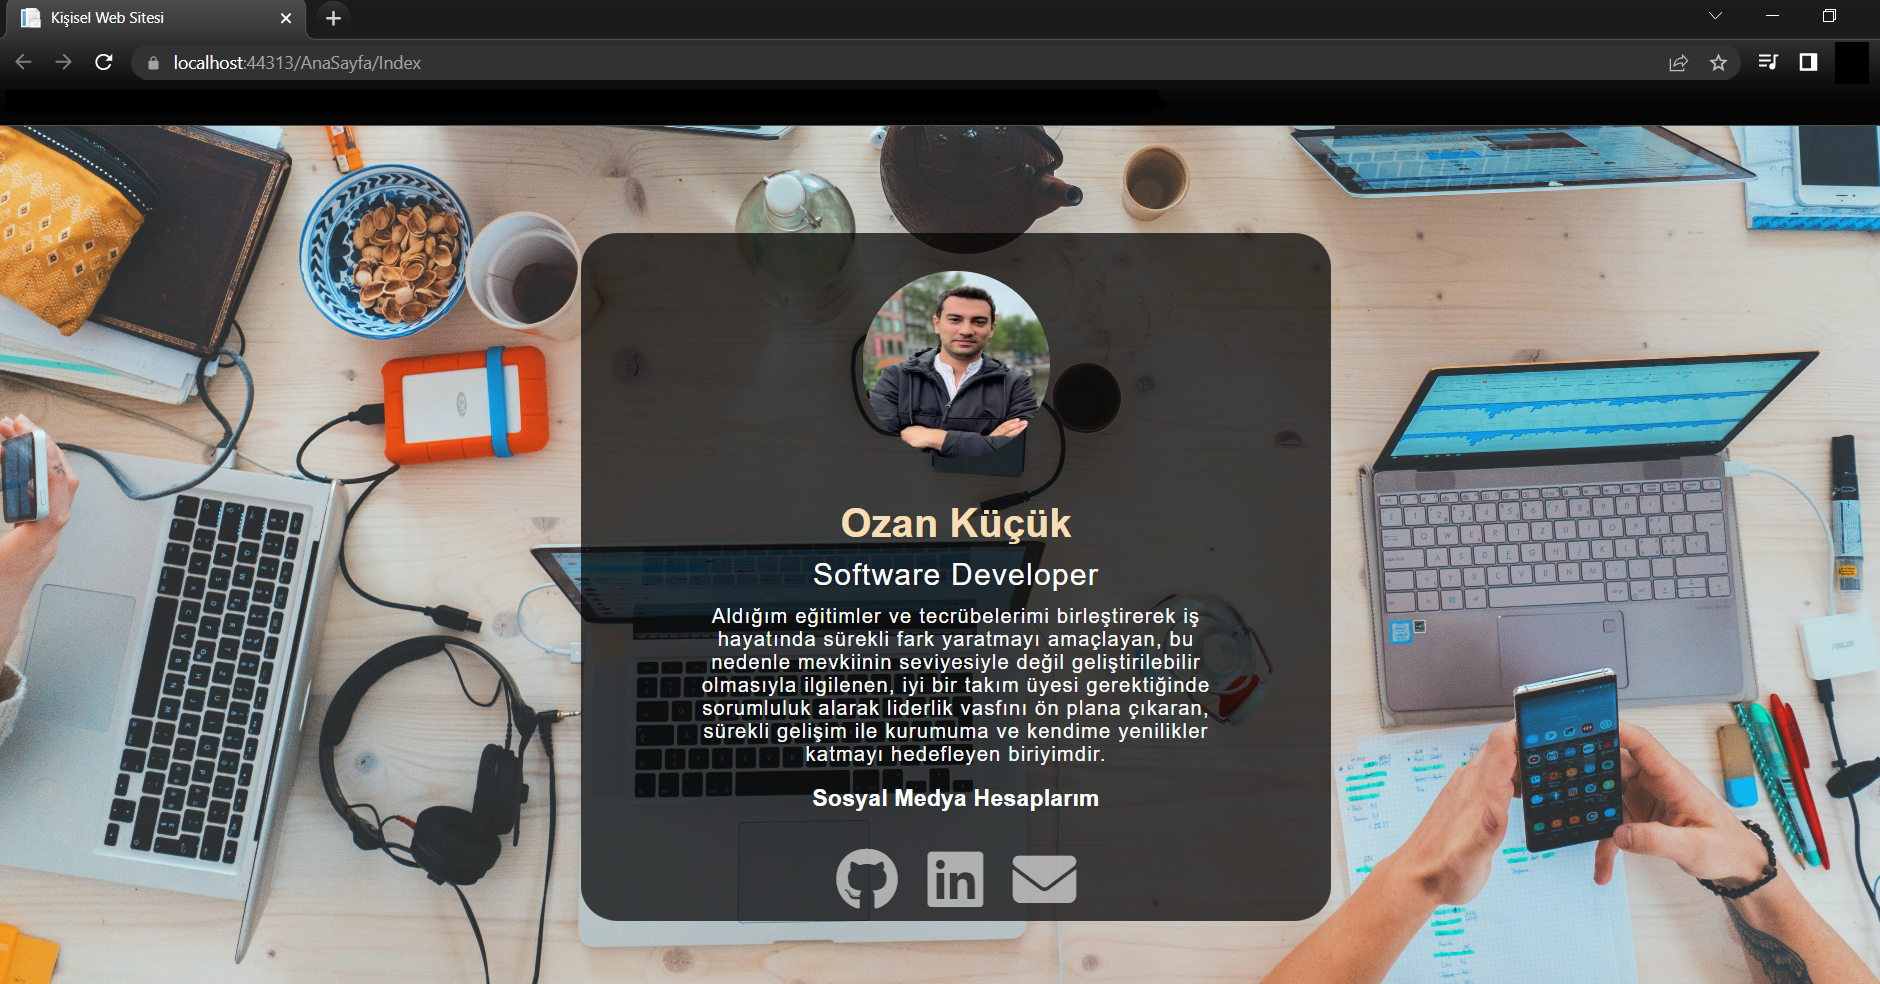 Kişisel Web Sitesi
localhost:44313/AnaSayfa/Index
Ozan Küçük
Software Developer
Aldığım eğitimler ve tecrübelerimi birleştirerek iş
hayatında sürekli fark yaratmayı amaçlayan, bu
nedenle mevkiinin seviyesiyle değil geliştirilebilir
olmasıyla ilgilenen, iyi bir takım üyesi gerektiğinde
sorumluluk alarak liderlik vasfını ön plana çıkaran,
sürekli gelişim ile kurumuma ve kendime yenilikler
katmayı hedefleyen biriyimdir.
Sosyal Medya Hesaplarım
in